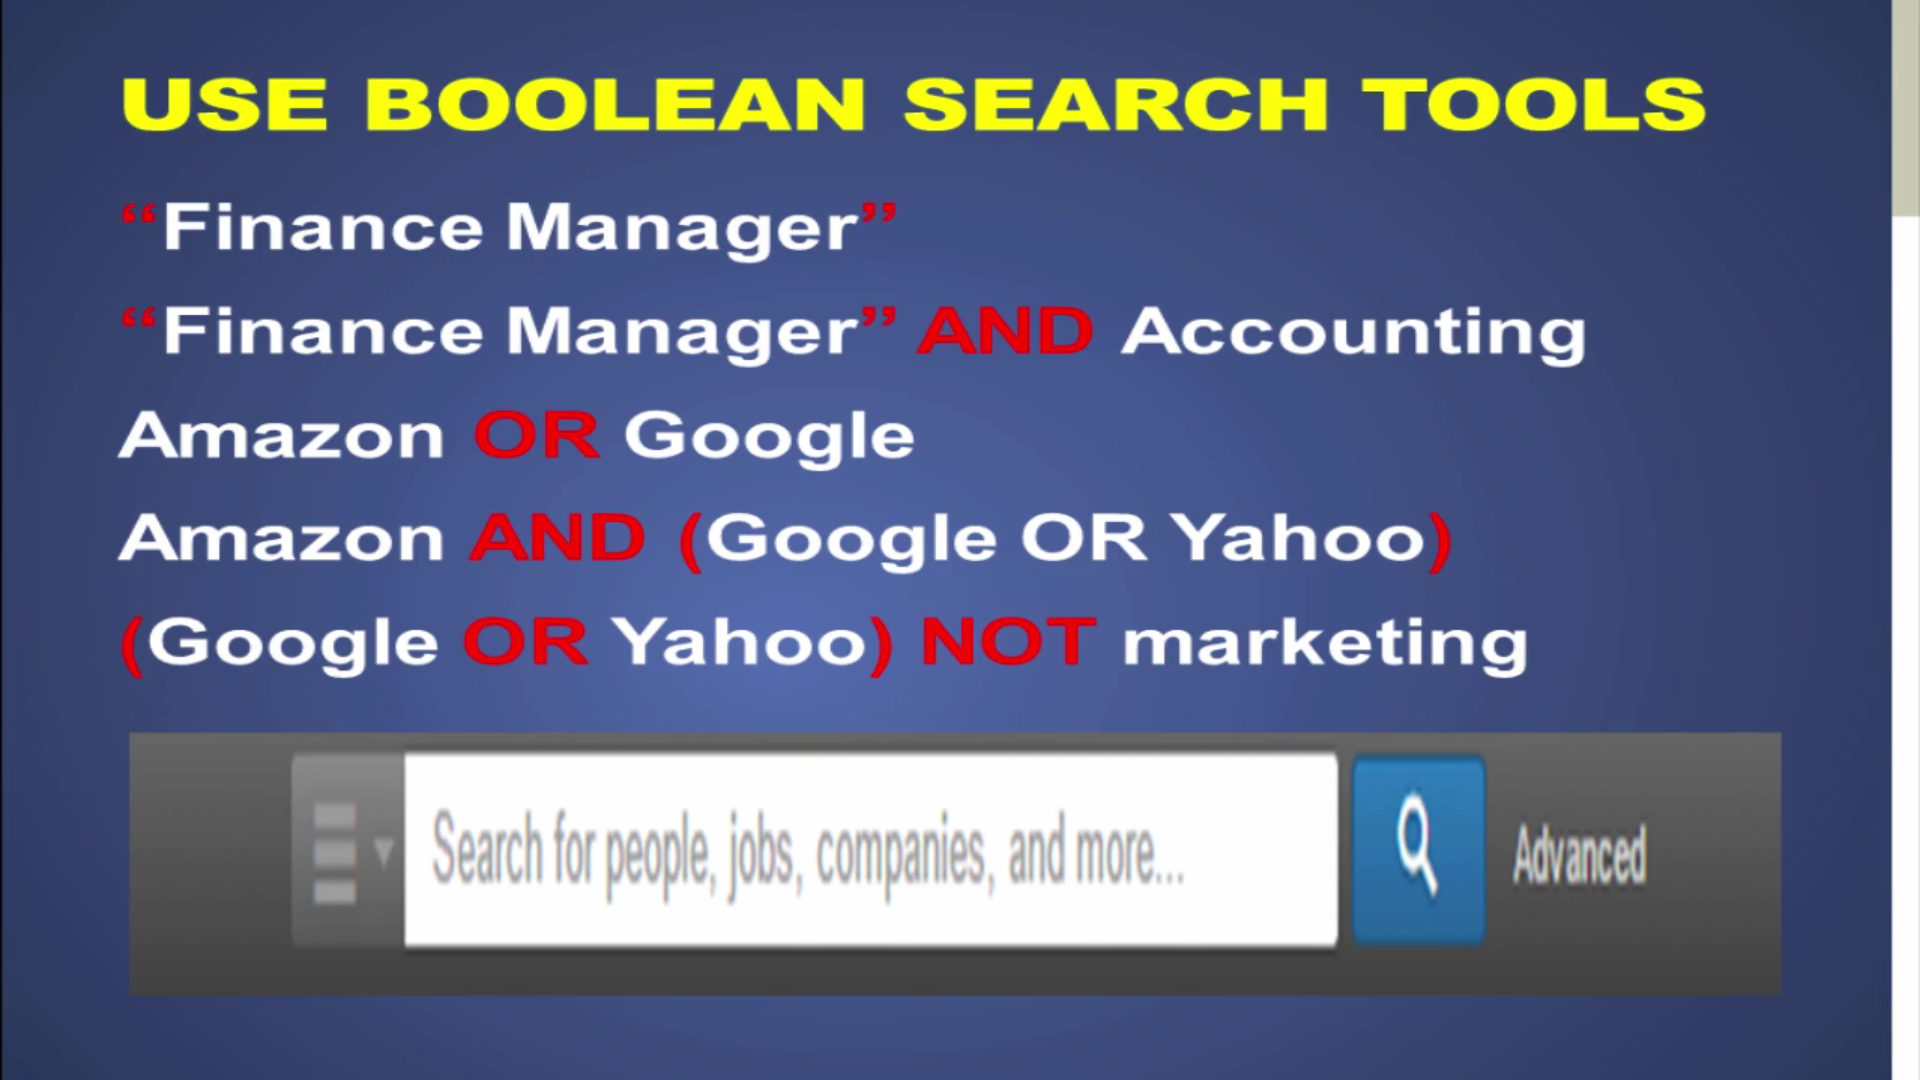 USE BOOLEAN SEARCH TOOLS
“Finance Manager”
“Finance Manager” AND Accounting
Amazon OR Google
Amazon AND (Google OR Yahoo)
(Google OR Yahoo) NOT marketing
Search for people, jobs, companies, and more... Advanced